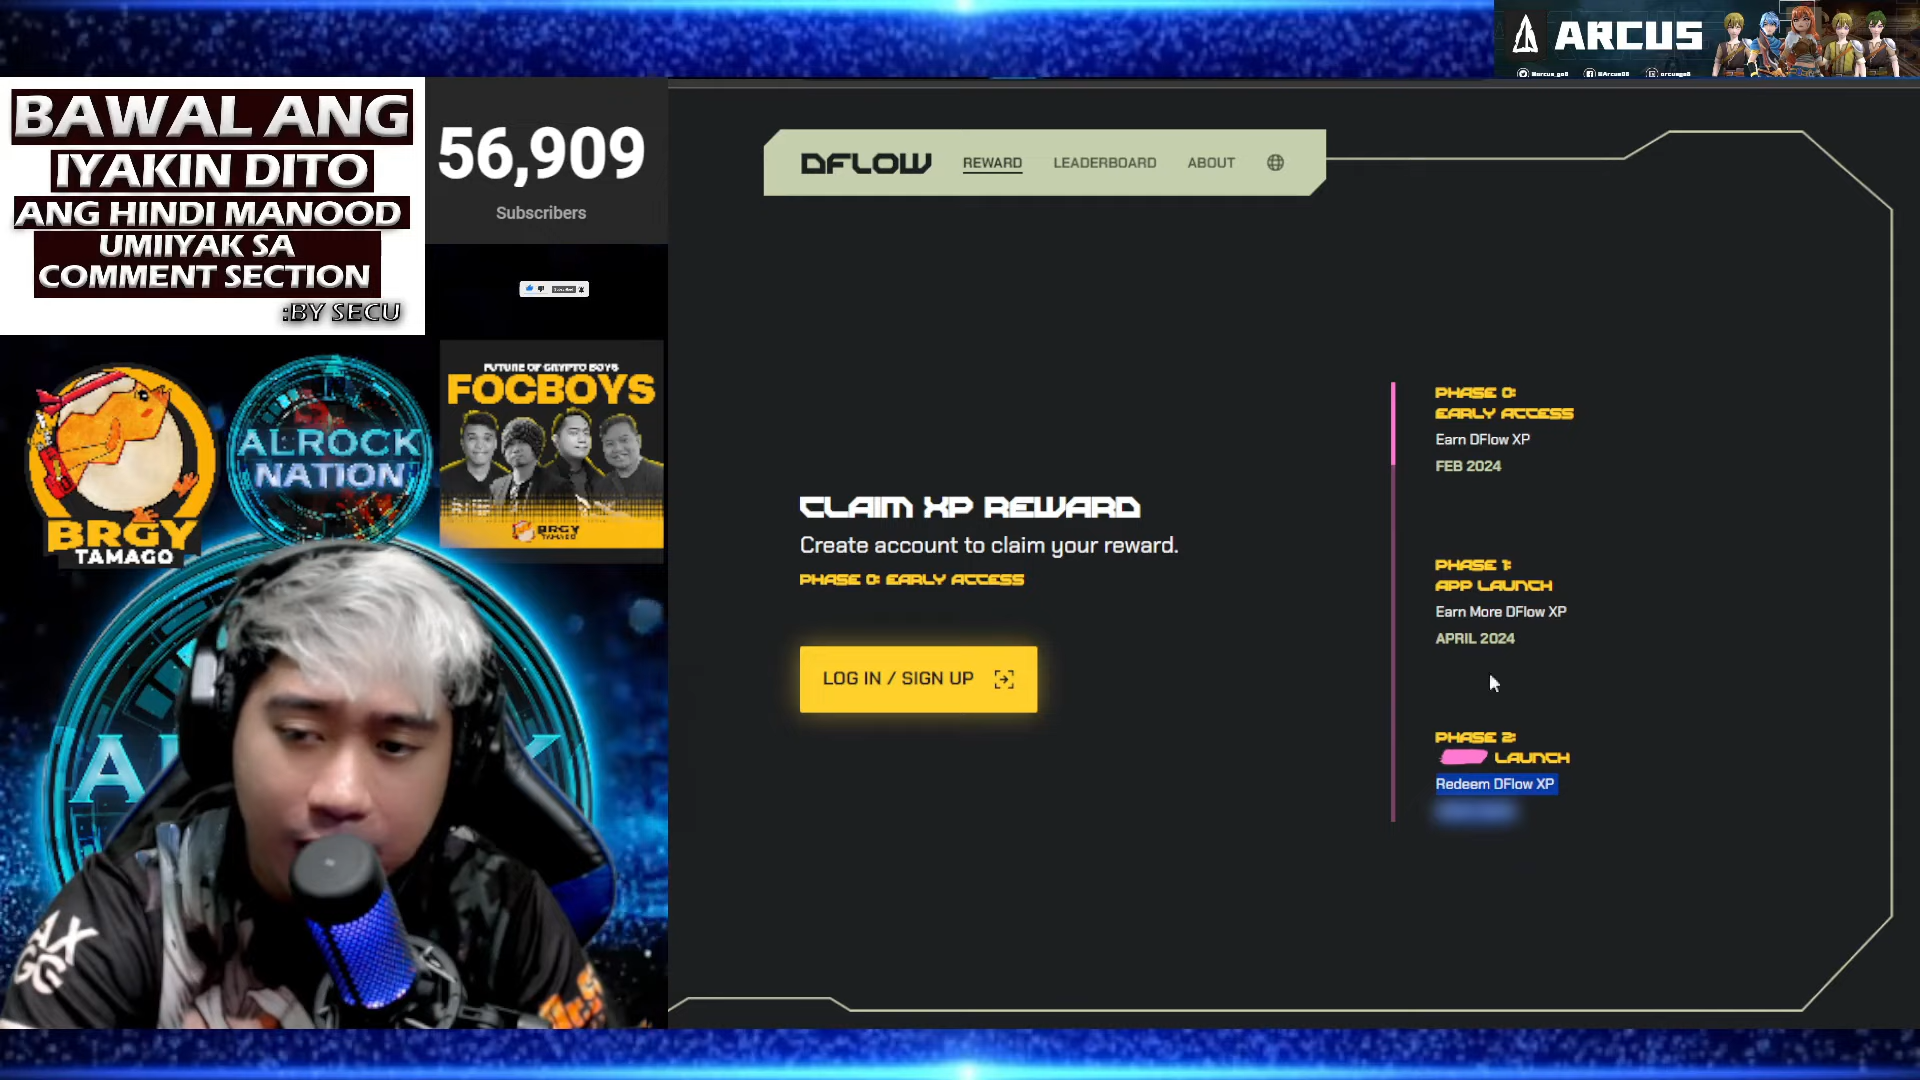 ARCUS
BAWAL ANG
IYAKIN DITO
ANG HINDI MANOOD
UMIIYAK SA
COMMENT SECTION
:BY SECU
56,909
Subscribers
DFLOW REWARD LEADERBOARD ABOUT
BRGY
TAMAGO
ALROCK
NATION
FUTURE OF CRYPTO BOYS
FOCBOYS
BRGY
TAMAGO
CLAIM XP REWARD
Create account to claim your reward.
PHASE 0: EARLY ACCESS
LOG IN / SIGN UP
PHASE 0:
EARLY ACCESS
Earn DFlow XP
FEB 2024
PHASE 1:
APP LAUNCH
Earn More DFlow XP
APRIL 2024
PHASE 2:
LAUNCH
Redeem DFlow XP